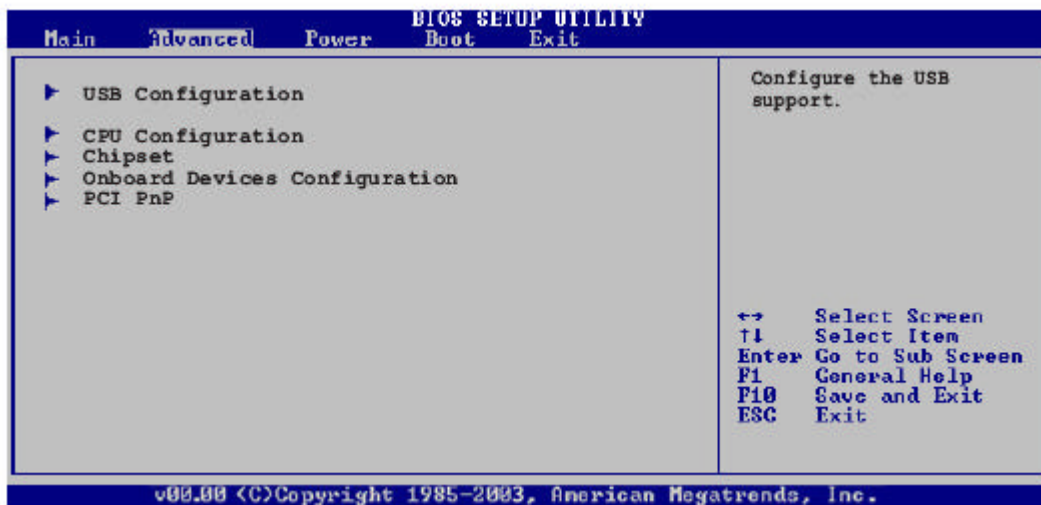 BIOS SETUP UTILITY
Main Advanced Power Boot Exit
USB Configuration
CPU Configuration
Chipset
Onboard Devices Configuration
PCI PnP
Configure the USB
support.
←→ Select Screen
↑↓ Select Item
Enter Go to Sub Screen
F1 General Help
F10 Save and Exit
ESC Exit
v00.00 (C)Copyright 1985-2003, American Megatrends, Inc.